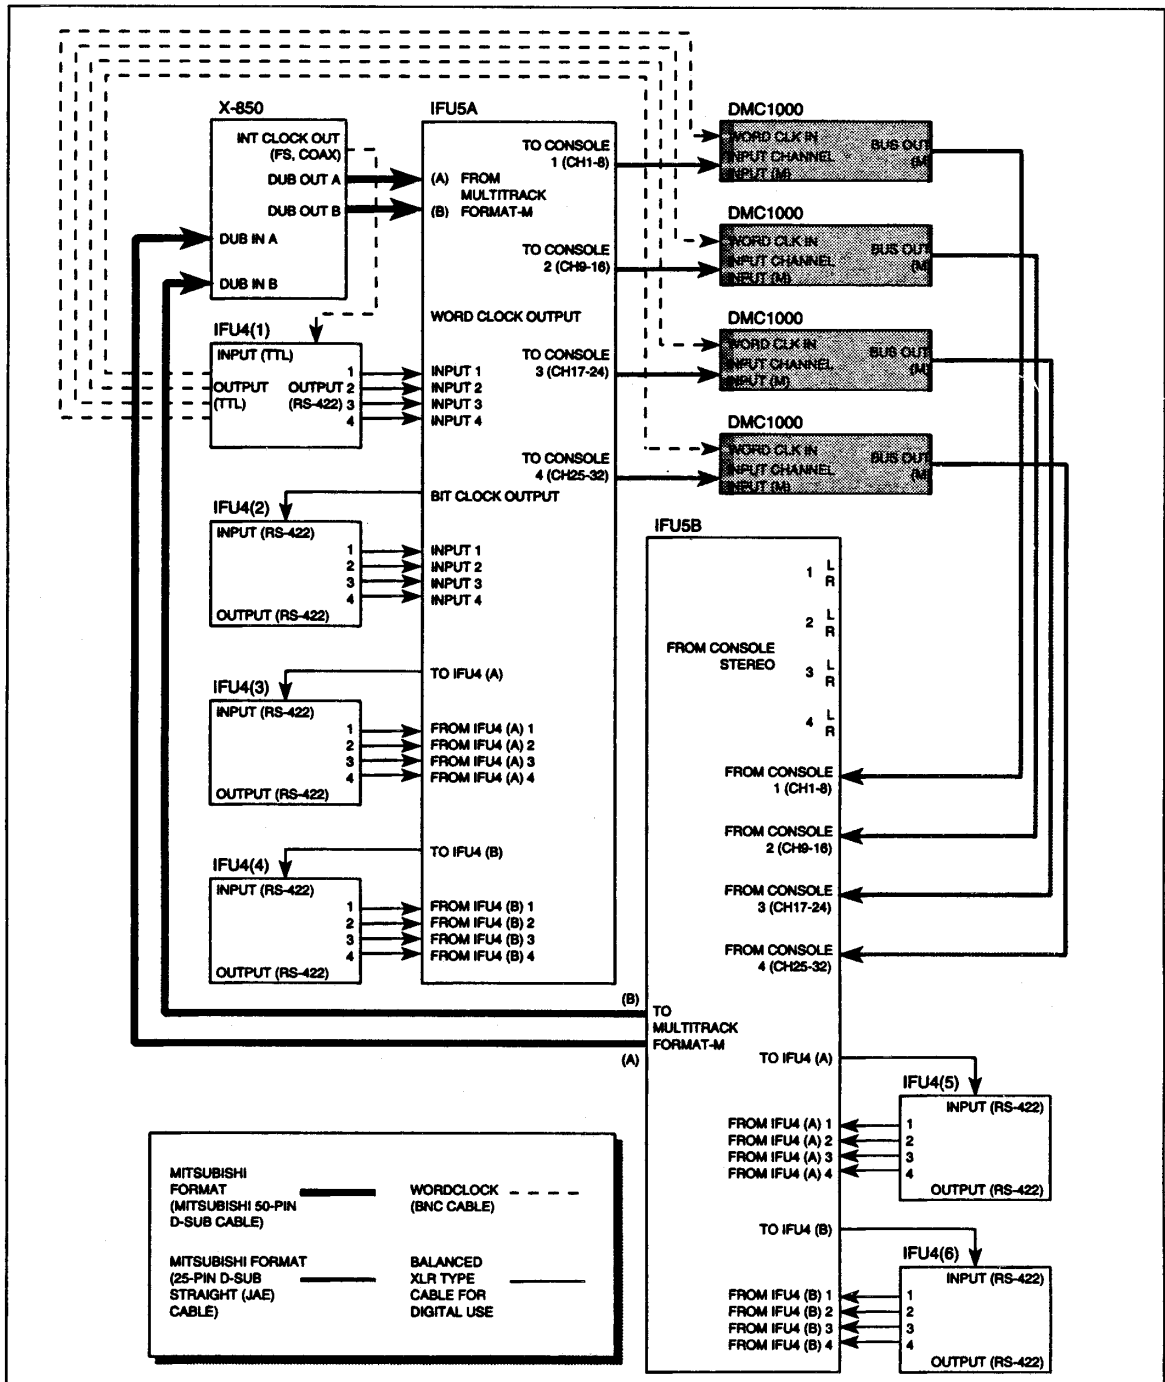 X-850
INT CLOCK OUT
(FS, COAX)
DUB OUT A
DUB OUT B
DUB IN A
DUB IN B
IFU4(1)
INPUT (TTL)
OUTPUT
(TTL)
OUTPUT
(RS-422)
1
2
3
4
IFU4(2)
INPUT (RS-422)
1
2
3
4
OUTPUT (RS-422)
IFU4(3)
INPUT (RS-422)
1
2
3
4
OUTPUT (RS-422)
IFU4(4)
INPUT (RS-422)
1
2
3
4
OUTPUT (RS-422)
IFU5A
TO CONSOLE
1 (CH1-8)
(A) FROM
MULTITRACK
(B) FORMAT-M
TO CONSOLE
2 (CH9-16)
WORD CLOCK OUTPUT
TO CONSOLE
3 (CH17-24)
INPUT 1
INPUT 2
INPUT 3
INPUT 4
TO CONSOLE
4 (CH25-32)
BIT CLOCK OUTPUT
INPUT 1
INPUT 2
INPUT 3
INPUT 4
TO IFU4 (A)
FROM IFU4 (A) 1
FROM IFU4 (A) 2
FROM IFU4 (A) 3
FROM IFU4 (A) 4
TO IFU4 (B)
FROM IFU4 (B) 1
FROM IFU4 (B) 2
FROM IFU4 (B) 3
FROM IFU4 (B) 4
DMC1000
WORD CLK IN
INPUT CHANNEL
INPUT (M)
BUS OUT
(M)
DMC1000
WORD CLK IN
INPUT CHANNEL
INPUT (M)
BUS OUT
(M)
DMC1000
WORD CLK IN
INPUT CHANNEL
INPUT (M)
BUS OUT
(M)
DMC1000
WORD CLK IN
INPUT CHANNEL
INPUT (M)
BUS OUT
(M)
IFU5B
1 L
R
2 L
R
FROM CONSOLE
STEREO
3 L
R
4 L
R
FROM CONSOLE
1 (CH1-8)
FROM CONSOLE
2 (CH9-16)
FROM CONSOLE
3 (CH17-24)
FROM CONSOLE
4 (CH25-32)
(B)
TO
MULTITRACK
FORMAT-M
(A)
TO IFU4 (A)
FROM IFU4 (A) 1
FROM IFU4 (A) 2
FROM IFU4 (A) 3
FROM IFU4 (A) 4
TO IFU4 (B)
FROM IFU4 (B) 1
FROM IFU4 (B) 2
FROM IFU4 (B) 3
FROM IFU4 (B) 4
IFU4(5)
INPUT (RS-422)
1
2
3
4
OUTPUT (RS-422)
IFU4(6)
INPUT (RS-422)
1
2
3
4
OUTPUT (RS-422)
MITSUBISHI
FORMAT
(MITSUBISHI 50-PIN
D-SUB CABLE)
WORDCLOCK
(BNC CABLE)
MITSUBISHI FORMAT
(25-PIN D-SUB
STRAIGHT (JAE)
CABLE)
BALANCED
XLR TYPE
CABLE FOR
DIGITAL USE